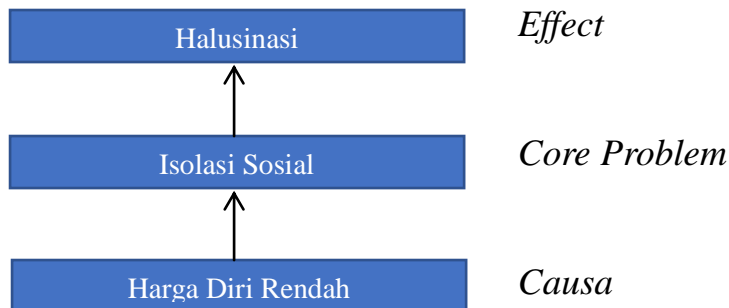 Halusinasi Effect
Isolasi Sosial Core Problem
Harga Diri Rendah Causa